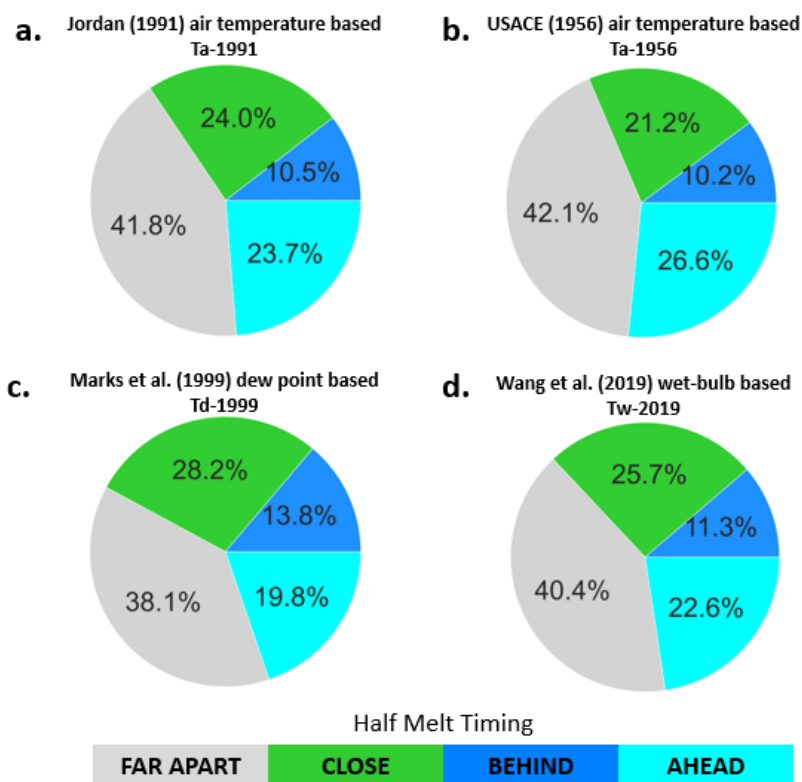 a.
Jordan (1991) air temperature based
Ta-1991
24.0%
10.5%
41.8%
23.7%
b.
USACE (1956) air temperature based
Ta-1956
21.2%
10.2%
42.1%
26.6%
c.
Marks et al. (1999) dew point based
Td-1999
28.2%
13.8%
38.1%
19.8%
d.
Wang et al. (2019) wet-bulb based
Tw-2019
25.7%
11.3%
40.4%
22.6%
Half Melt Timing
FAR APART
CLOSE
BEHIND
AHEAD